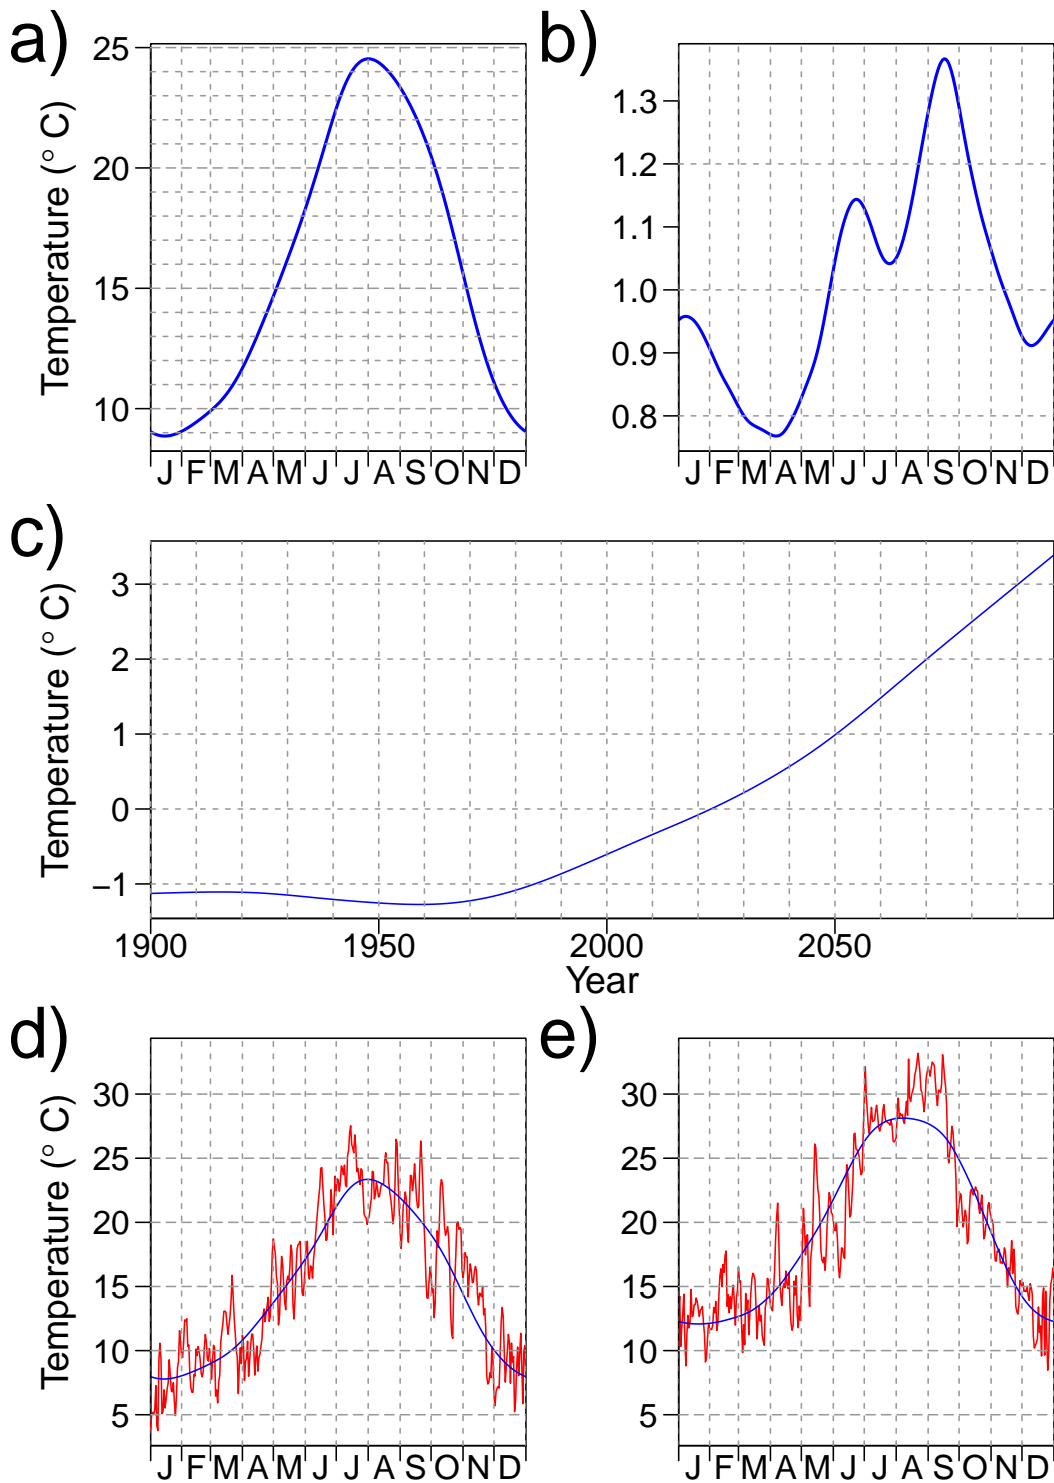 a)
Temperature (° C)
25
20
15
10
J F M A M J J A S O N D
b)
1.3
1.2
1.1
1.0
0.9
0.8
J F M A M J J A S O N D
c)
Temperature (° C)
3
2
1
0
−1
1900 1950 2000 2050
Year
d)
Temperature (° C)
30
25
20
15
10
5
J F M A M J J A S O N D
e)
30
25
20
15
10
5
J F M A M J J A S O N D